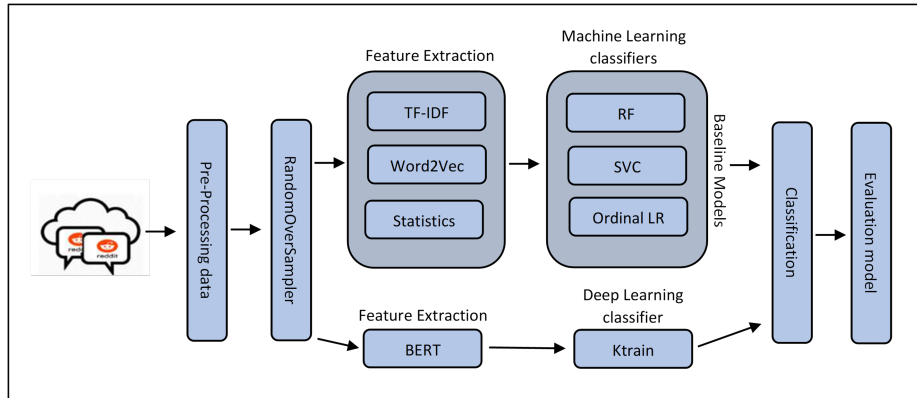 Machine Learning
classifiers
Feature Extraction
TF-IDF
Word2Vec
Statistics
RF
SVC
Ordinal LR
Baseline Models
reddit
Pre-Processing data
RandomOverSampler
Classification
Evaluation model
Feature Extraction
BERT
Deep Learning
classifier
Ktrain